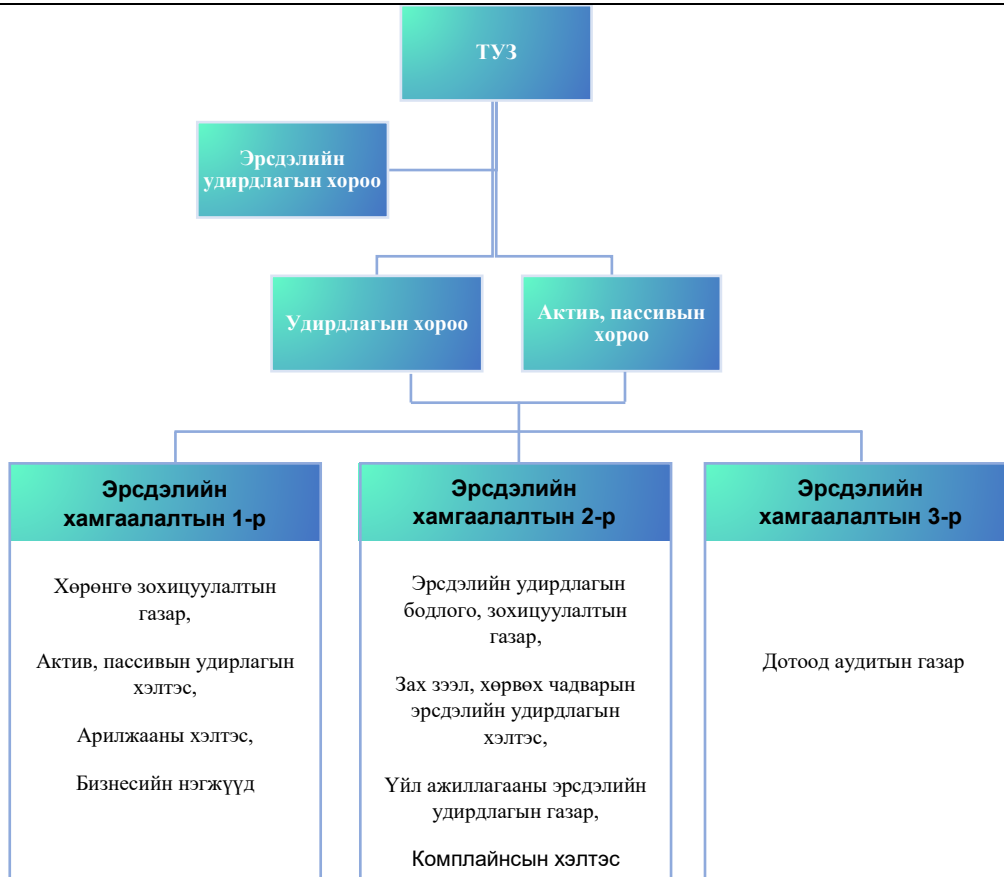 ТУЗ
Эрсдэлийн
удирдлагын хороо
Удирдлагын хороо
Актив, пассивын
хороо
Эрсдэлийн
хамгаалалтын 1-р
Хөрөнгө зохицуулалтын
газар,
Актив, пассивын удирлагын
хэлтэс,
Арилжааны хэлтэс,
Бизнесийн нэгжүүд
Эрсдэлийн
хамгаалалтын 2-р
Эрсдэлийн удирдлагын
бодлого, зохицуулалтын
газар,
Зах зээл, хөрвөх чадварын
эрсдэлийн удирдлагын
хэлтэс,
Үйл ажиллагааны эрсдэлийн
удирдлагын газар,
Комплайнсын хэлтэс
Эрсдэлийн
хамгаалалтын 3-р
Дотоод аудитын газар